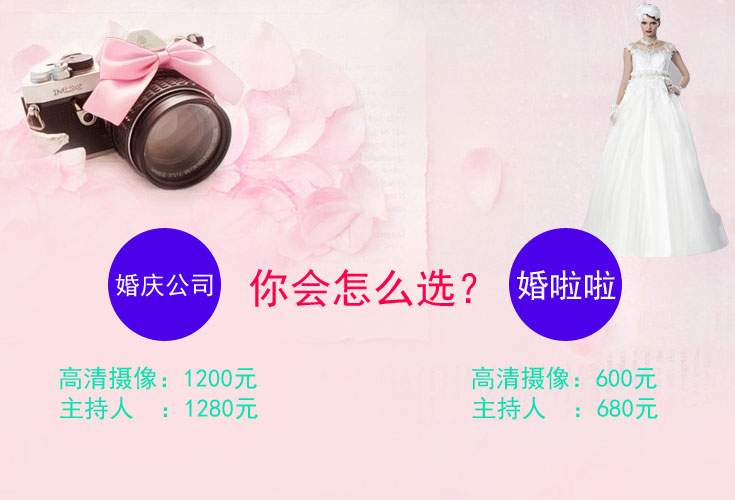 婚庆公司
你会怎么选？
婚啦啦
高清摄像：1200元
主持人　：1280元
高清摄像：600元
主持人　：680元